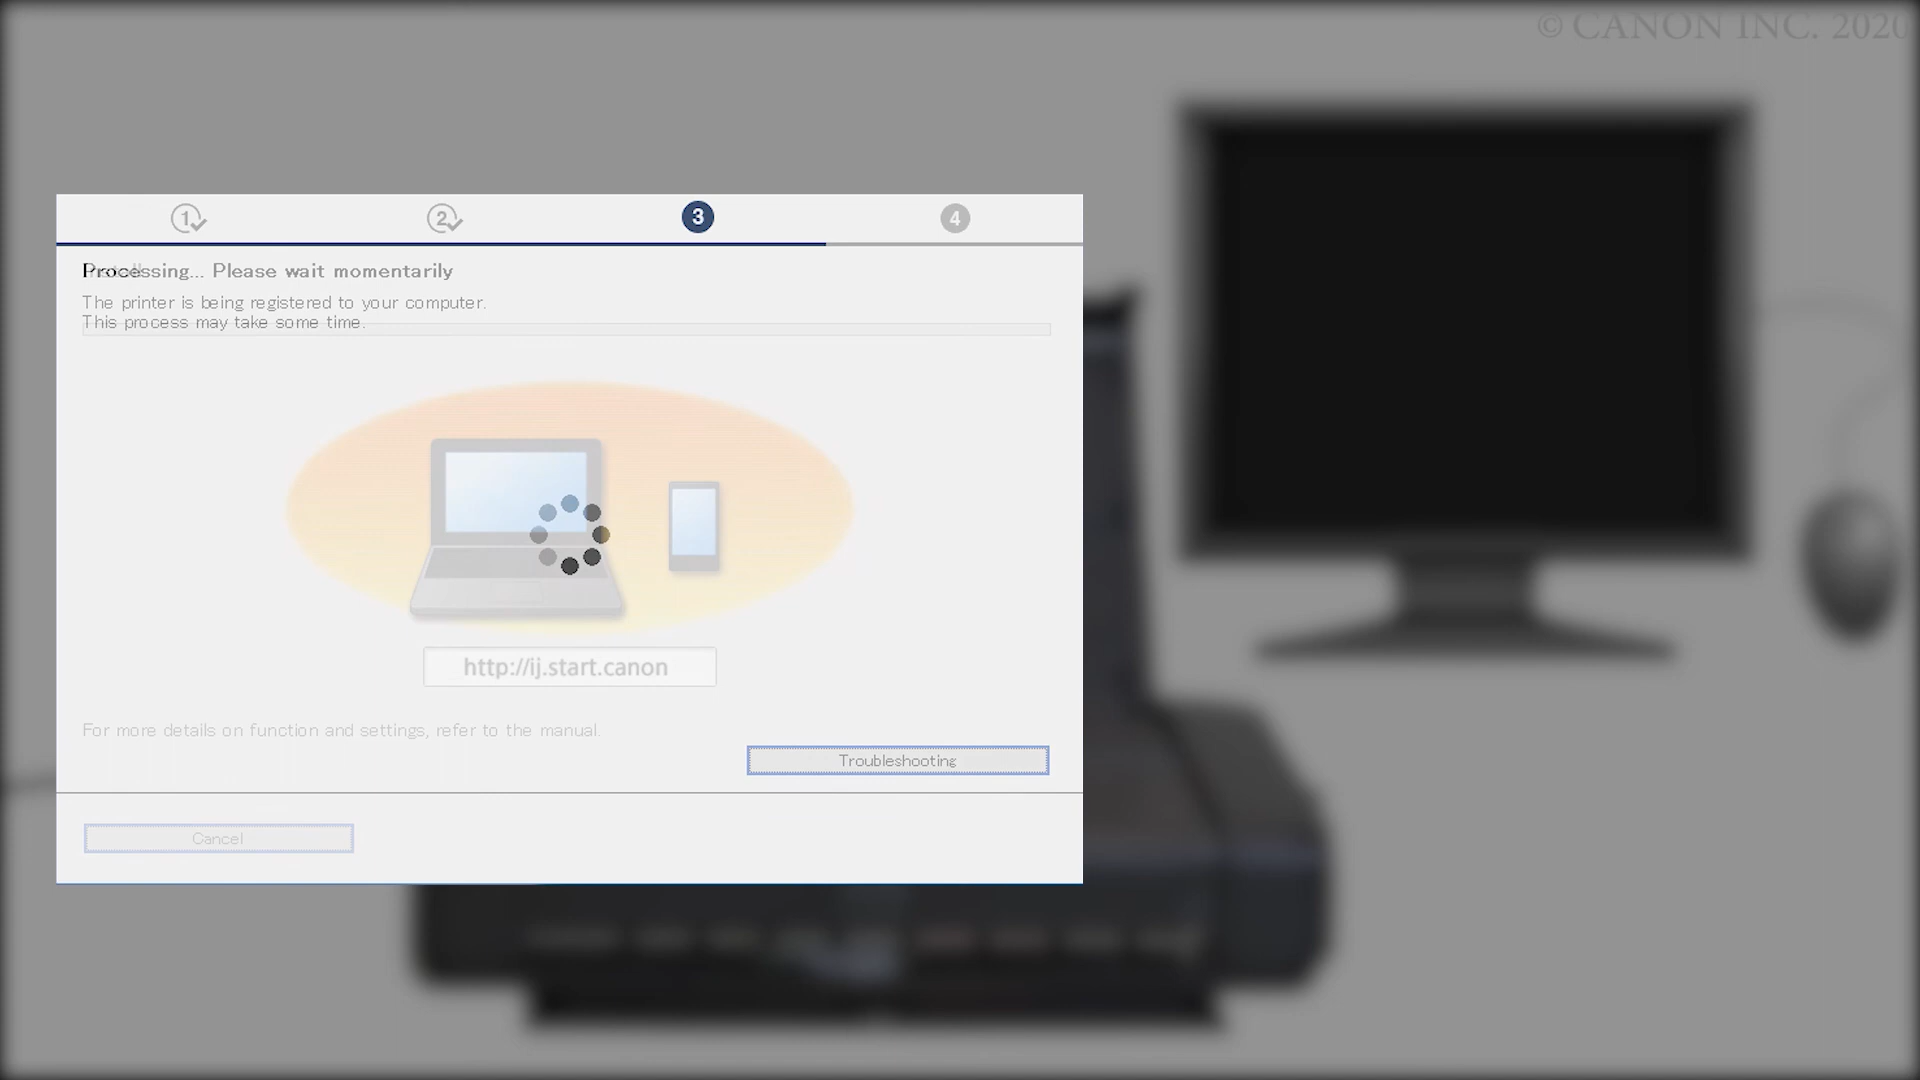 © CANON INC. 2020
1 2 3 4
Processing... Please wait momentarily
The printer is being registered to your computer.
This process may take some time.
http://ij.start.canon
For more details on function and settings, refer to the manual.
Troubleshooting
Cancel